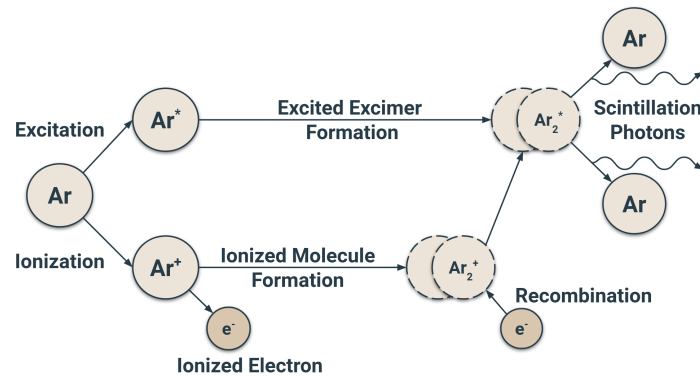 Ar
Excitation
Ar*
Excited Excimer
Formation
Ar₂*
Ar
Scintillation
Photons
Ar
Ionization
Ar⁺
Ionized Molecule
Formation
Ar₂⁺
Recombination
e⁻
e⁻
Ionized Electron